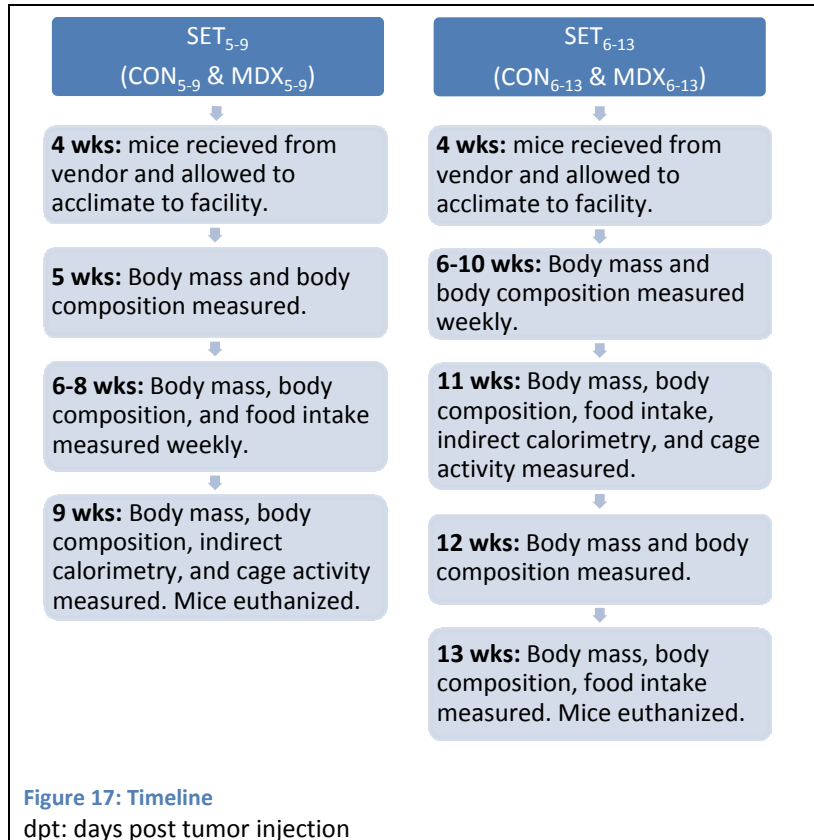 SET5-9
(CON5-9 & MDX5-9)
4 wks: mice recieved from
vendor and allowed to
acclimate to facility.
5 wks: Body mass and body
composition measured.
6-8 wks: Body mass, body
composition, and food intake
measured weekly.
9 wks: Body mass, body
composition, indirect
calorimetry, and cage activity
measured. Mice euthanized.
SET6-13
(CON6-13 & MDX6-13)
4 wks: mice recieved from
vendor and allowed to
acclimate to facility.
6-10 wks: Body mass and
body composition measured
weekly.
11 wks: Body mass, body
composition, food intake,
indirect calorimetry, and cage
activity measured.
12 wks: Body mass and body
composition measured.
13 wks: Body mass, body
composition, food intake
measured. Mice euthanized.
Figure 17: Timeline
dpt: days post tumor injection